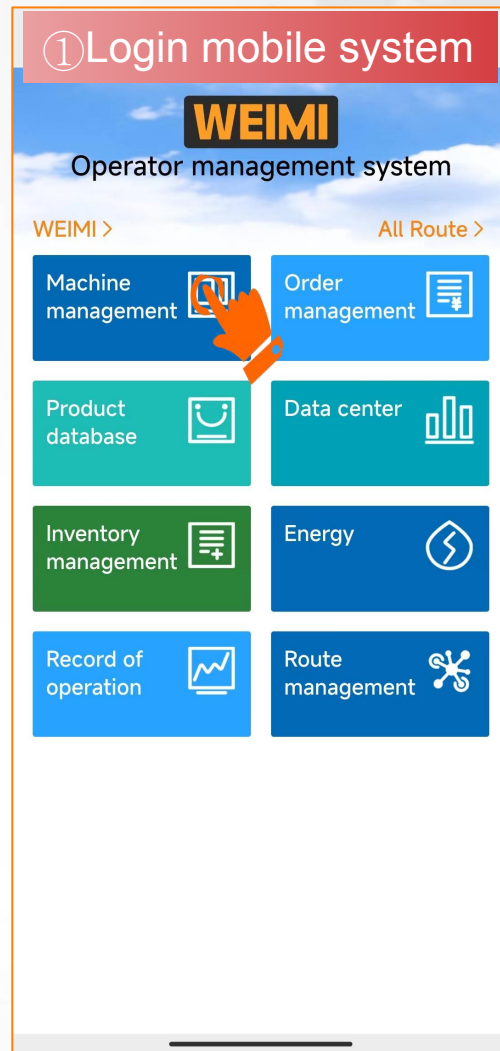 ①Login mobile system
WEIMI
Operator management system
WEIMI >
All Route >
Machine
management
Order
management
Product
database
Data center
Inventory
management
Energy
Record of
operation
Route
management